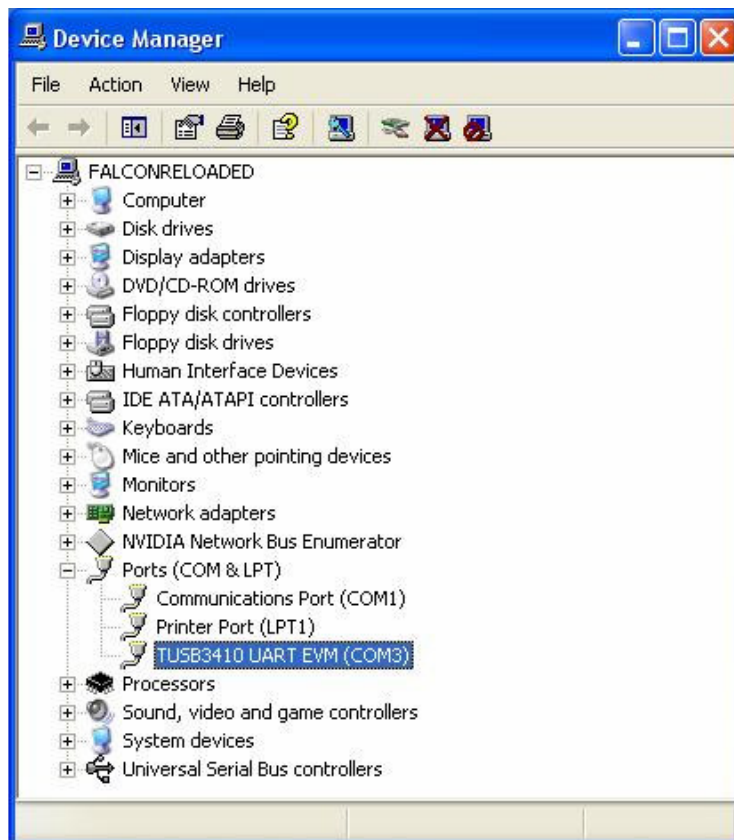 Device Manager
File Action View Help
FALCONRELOADED
Computer
Disk drives
Display adapters
DVD/CD-ROM drives
Floppy disk controllers
Floppy disk drives
Human Interface Devices
IDE ATA/ATAPI controllers
Keyboards
Mice and other pointing devices
Monitors
Network adapters
NVIDIA Network Bus Enumerator
Ports (COM & LPT)
Communications Port (COM1)
Printer Port (LPT1)
TUSB3410 UART EVM (COM3)
Processors
Sound, video and game controllers
System devices
Universal Serial Bus controllers